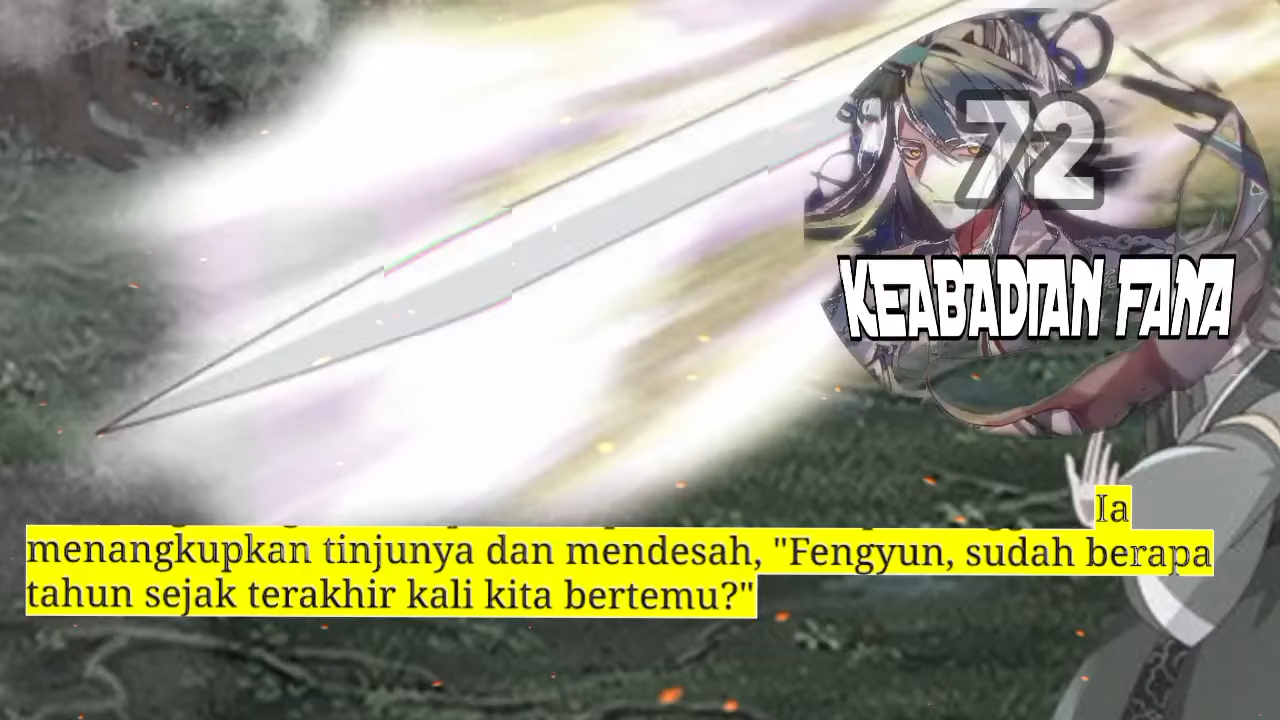 72
KEABADIAN FANA
Ia
menangkupkan tinjunya dan mendesah, "Fengyun, sudah berapa
tahun sejak terakhir kali kita bertemu?"